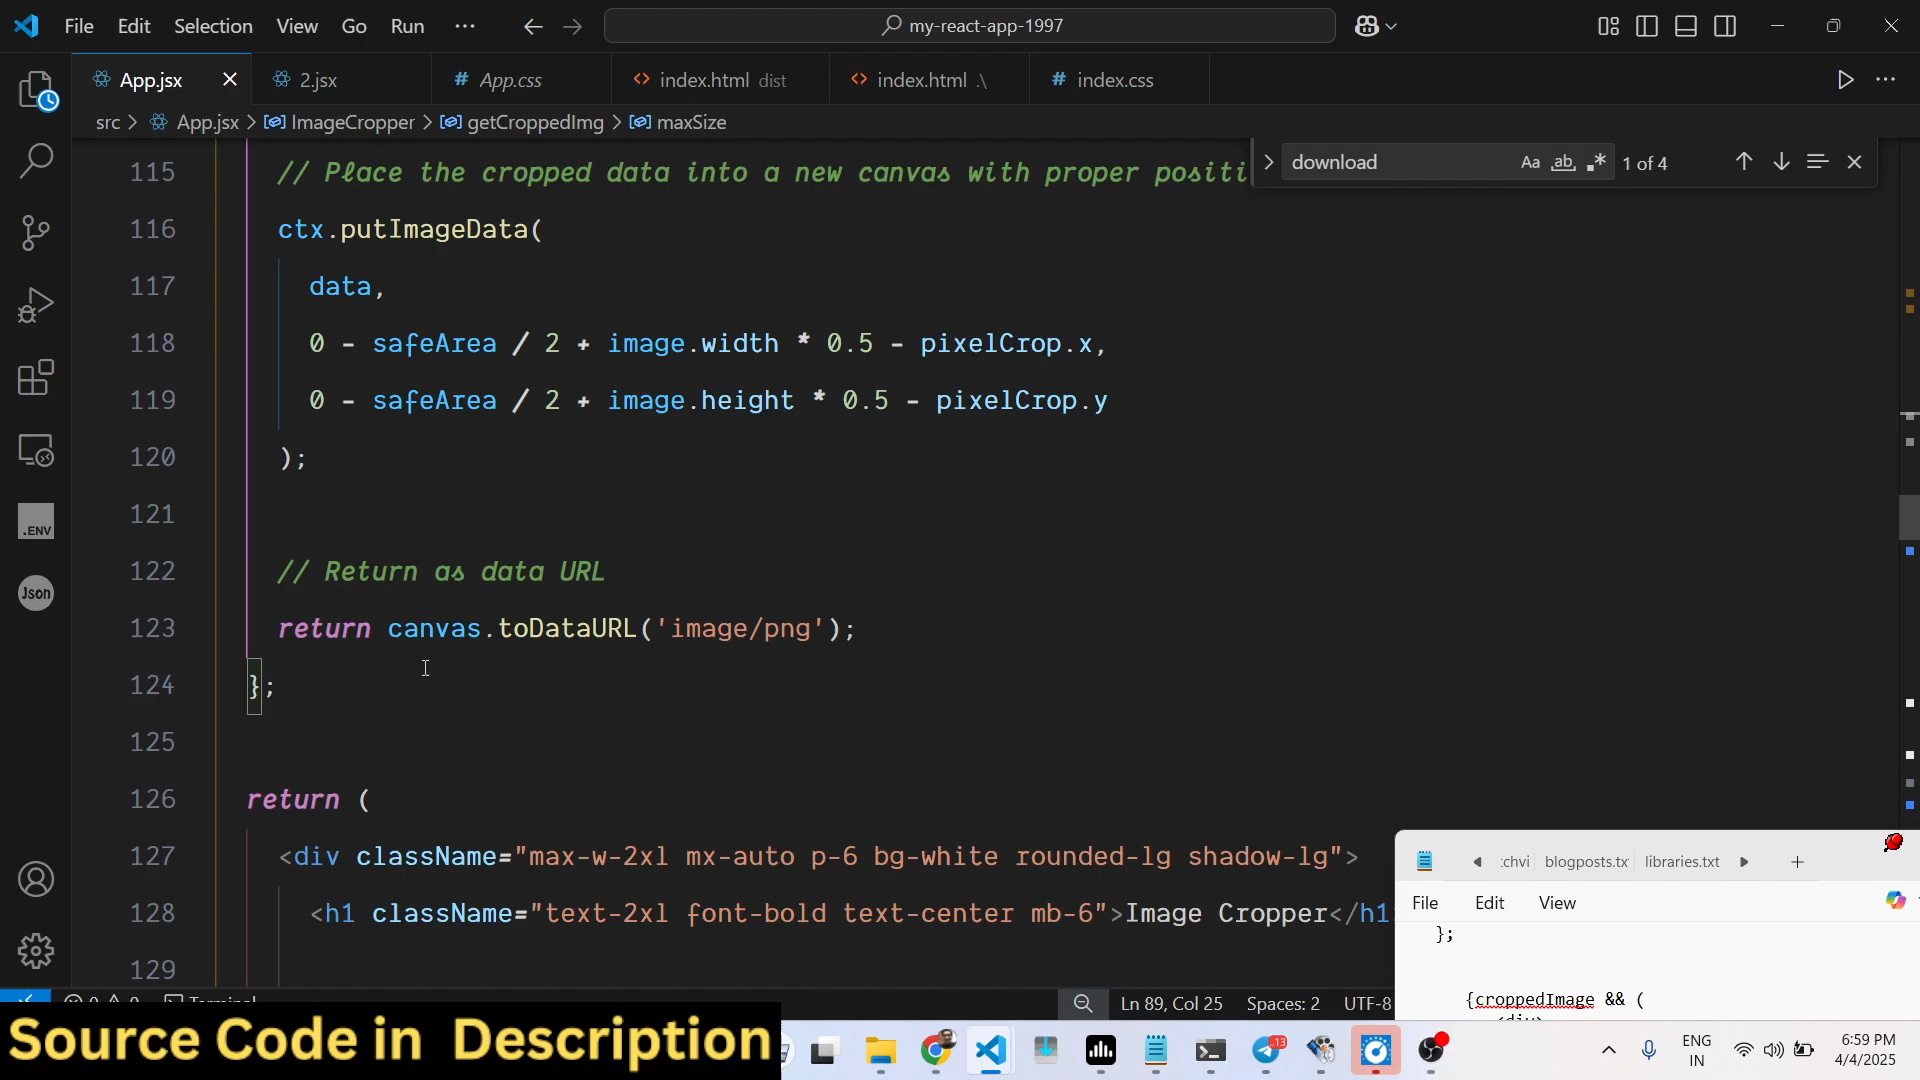 File Edit Selection View Go Run ··· my-react-app-1997
App.jsx 2.jsx # App.css <> index.html dist <> index.html .\ # index.css
src > App.jsx > ImageCropper > getCroppedImg > maxSize
download Aa ab .* 1 of 4
115 // Place the cropped data into a new canvas with proper positi
116 ctx.putImageData(
117 data,
118 0 - safeArea / 2 + image.width * 0.5 - pixelCrop.x,
119 0 - safeArea / 2 + image.height * 0.5 - pixelCrop.y
120 );
121
122 // Return as data URL
123 return canvas.toDataURL('image/png');
124 };
125
126 return (
127 <div className="max-w-2xl mx-auto p-6 bg-white rounded-lg shadow-lg">
128 <h1 className="text-2xl font-bold text-center mb-6">Image Cropper</h1
129
.ENV
Json
:chvi blogposts.tx libraries.txt +
File Edit View
};
{croppedImage && (
Ln 89, Col 25 Spaces: 2 UTF-8
Source Code in Description
13
ENG
IN
6:59 PM
4/4/2025